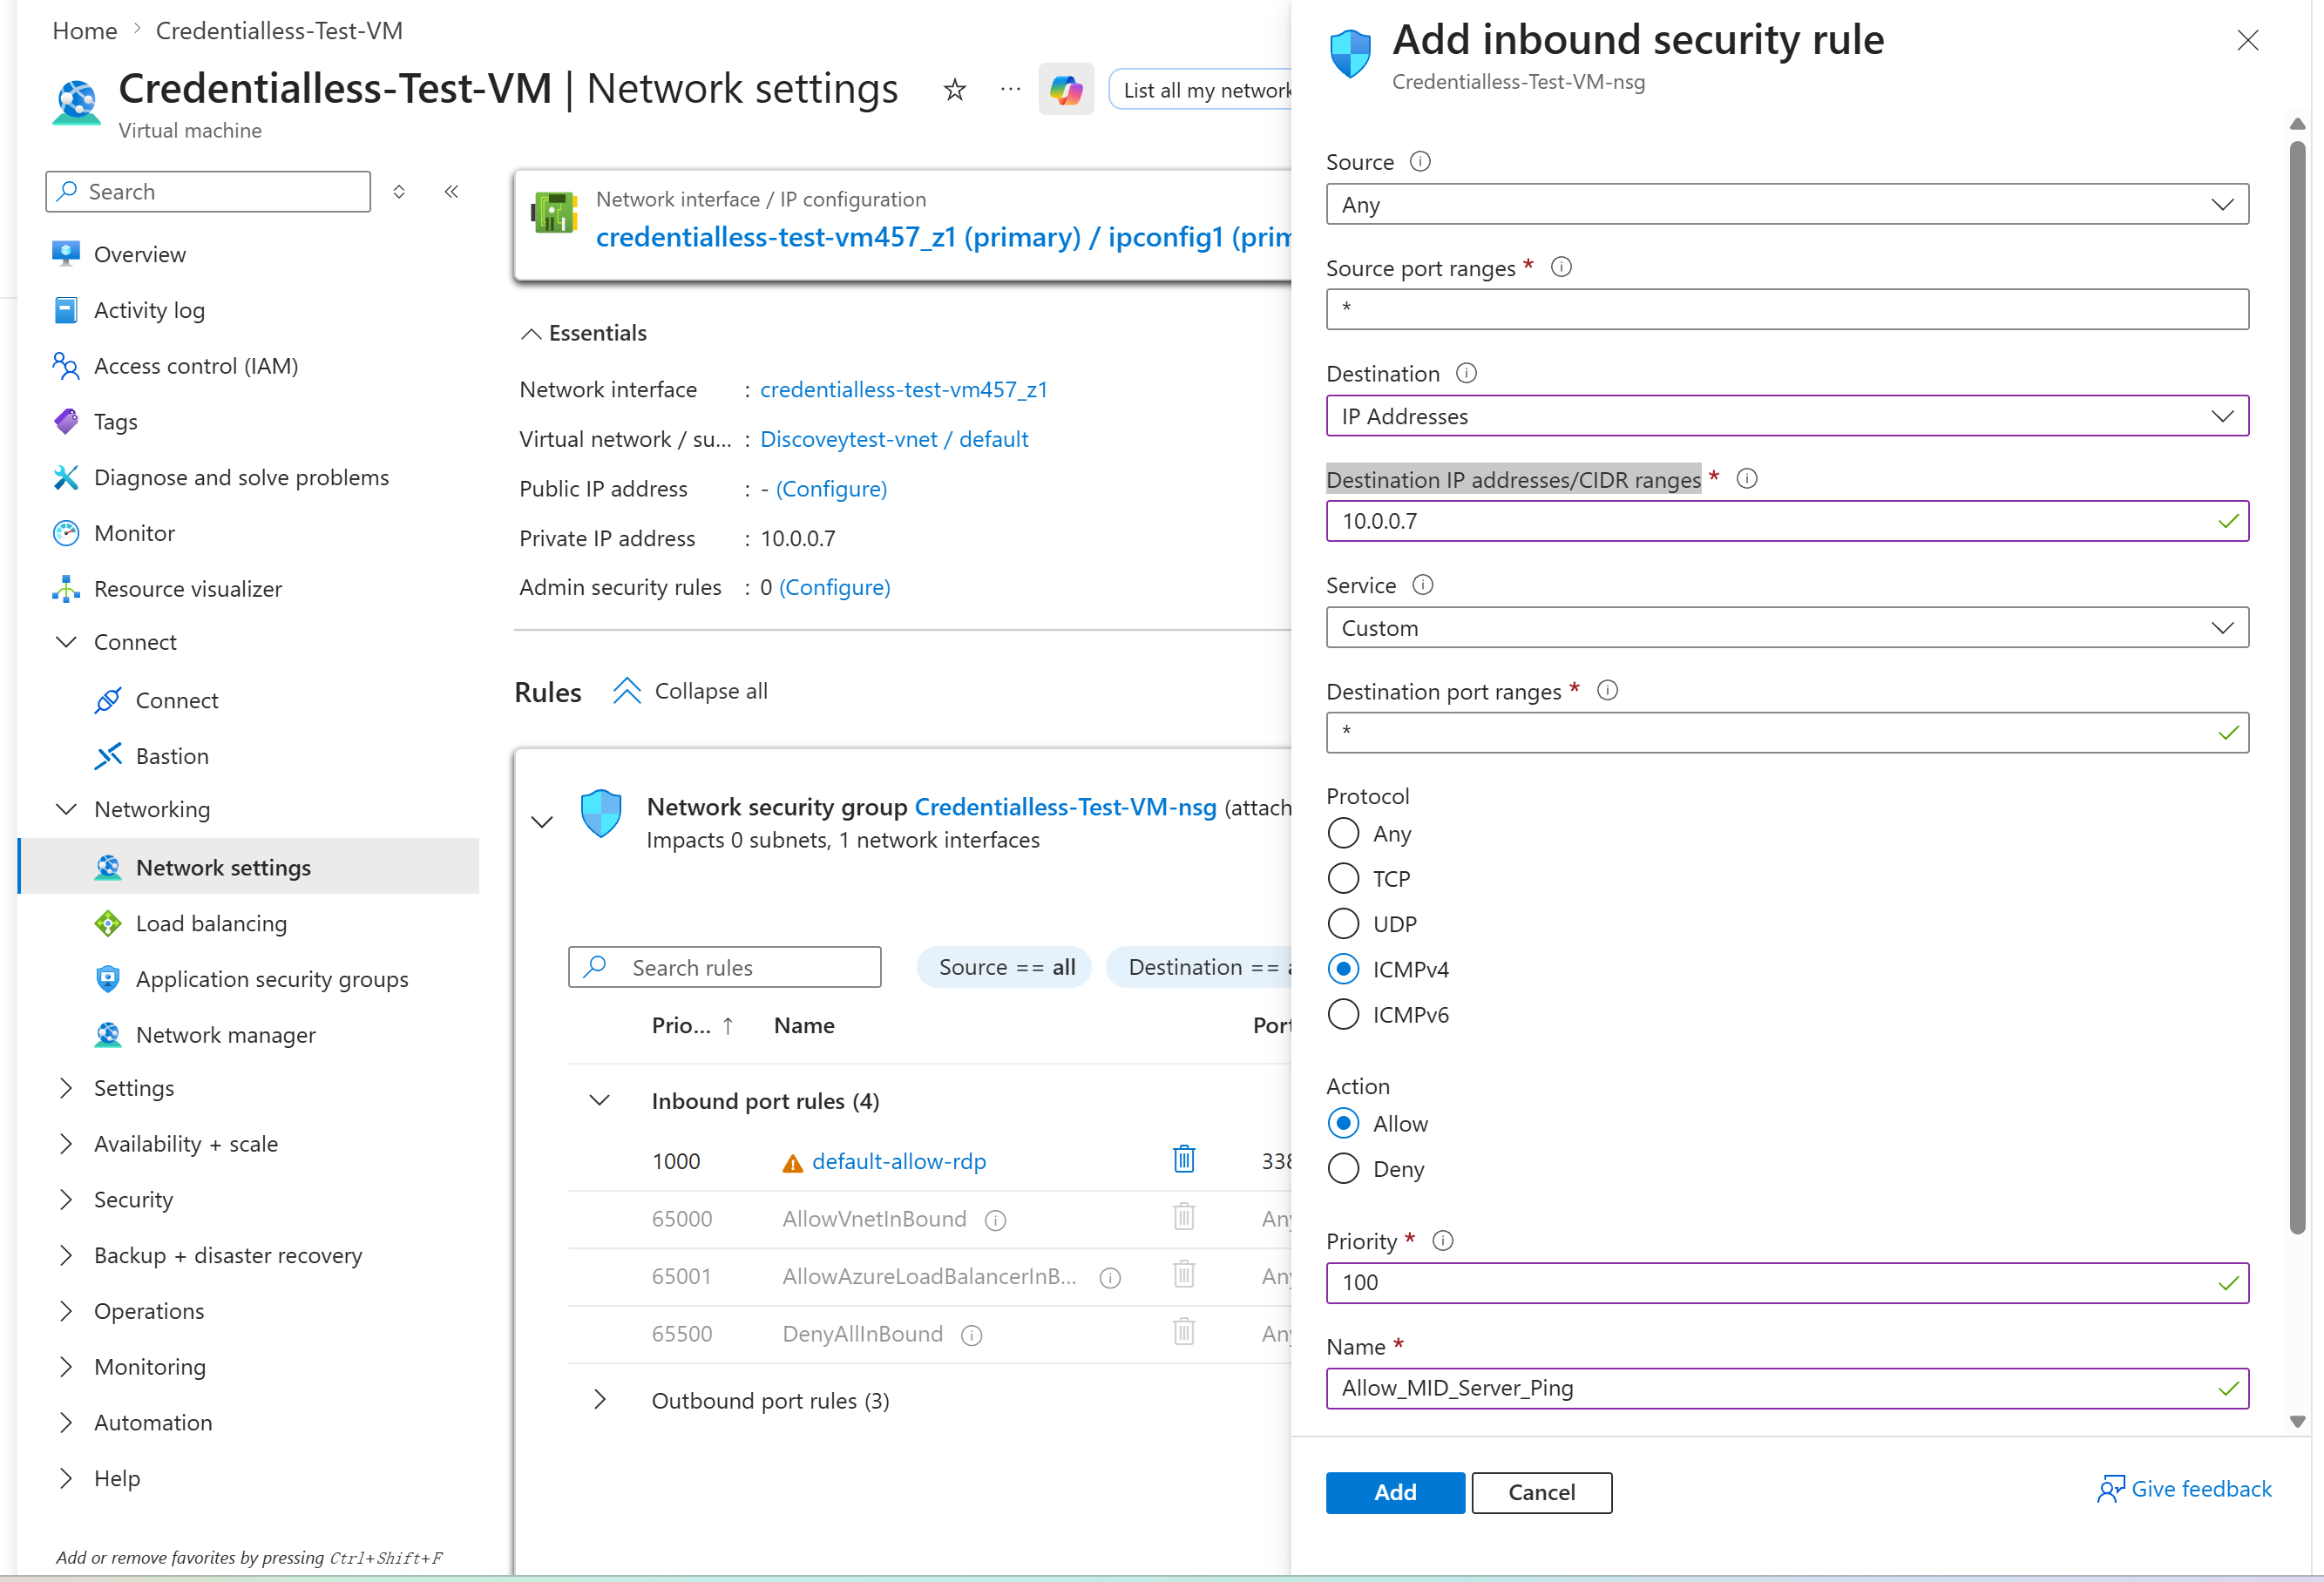 Home > Credentialless-Test-VM
Credentialless-Test-VM | Network settings
Virtual machine
List all my network
Search
Overview
Activity log
Access control (IAM)
Tags
Diagnose and solve problems
Monitor
Resource visualizer
Connect
Connect
Bastion
Networking
Network settings
Load balancing
Application security groups
Network manager
Settings
Availability + scale
Security
Backup + disaster recovery
Operations
Monitoring
Automation
Help
Add or remove favorites by pressing Ctrl+Shift+F
Network interface / IP configuration
credentialless-test-vm457_z1 (primary) / ipconfig1 (prim
Essentials
Network interface : credentialless-test-vm457_z1
Virtual network / su... : Discoveytest-vnet / default
Public IP address : - (Configure)
Private IP address : 10.0.0.7
Admin security rules : 0 (Configure)
Rules Collapse all
Network security group Credentialless-Test-VM-nsg (attach
Impacts 0 subnets, 1 network interfaces
Search rules Source == all Destination == a
Prio... ↑ Name Port
Inbound port rules (4)
1000 default-allow-rdp 338
65000 AllowVnetInBound Any
65001 AllowAzureLoadBalancerInB... Any
65500 DenyAllInBound Any
Outbound port rules (3)
Add inbound security rule
Credentialless-Test-VM-nsg
Source
Any
Source port ranges *
*
Destination
IP Addresses
Destination IP addresses/CIDR ranges *
10.0.0.7
Service
Custom
Destination port ranges *
*
Protocol
Any
TCP
UDP
ICMPv4
ICMPv6
Action
Allow
Deny
Priority *
100
Name *
Allow_MID_Server_Ping
Add Cancel
Give feedback